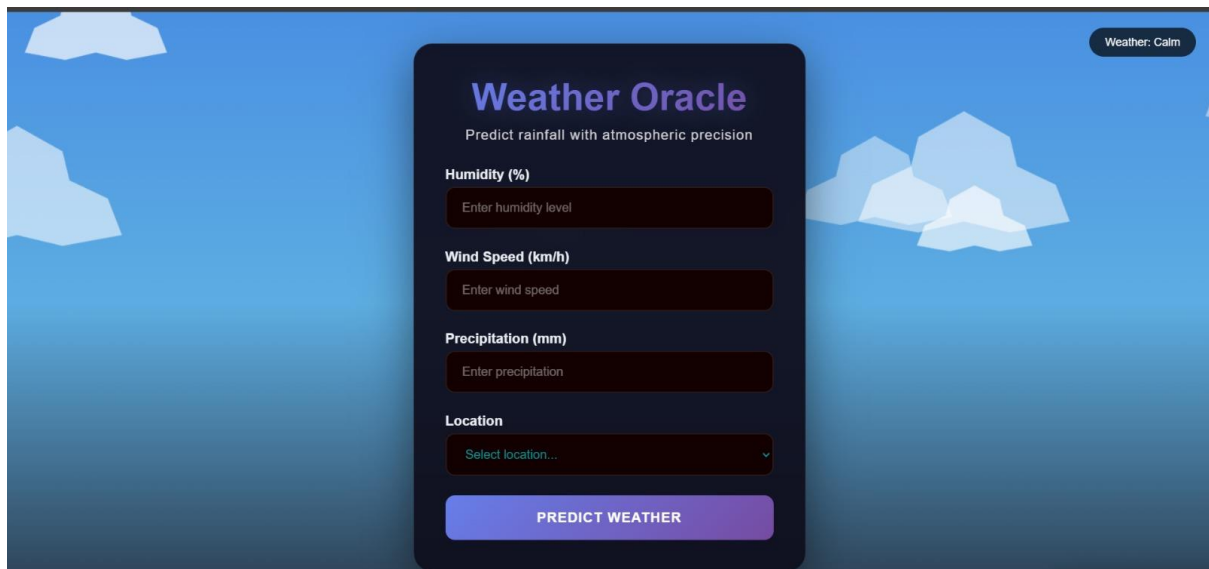 Weather: Calm
Weather Oracle
Predict rainfall with atmospheric precision
Humidity (%)
Enter humidity level
Wind Speed (km/h)
Enter wind speed
Precipitation (mm)
Enter precipitation
Location
Select location...
PREDICT WEATHER